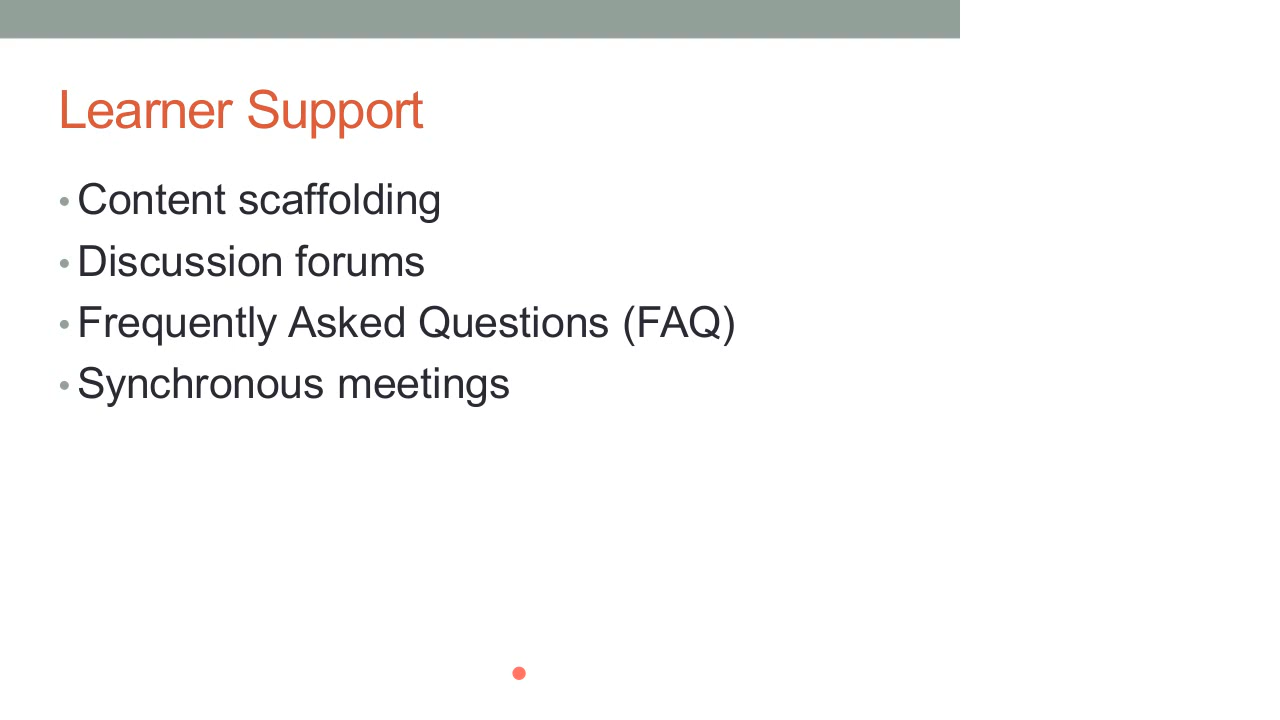 Learner Support
• Content scaffolding
• Discussion forums
• Frequently Asked Questions (FAQ)
• Synchronous meetings